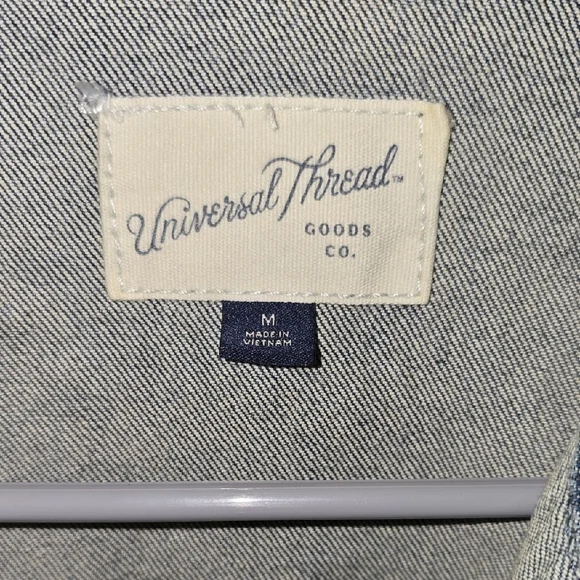 Universal Thread™
GOODS
CO.
M
MADE IN
VIETNAM